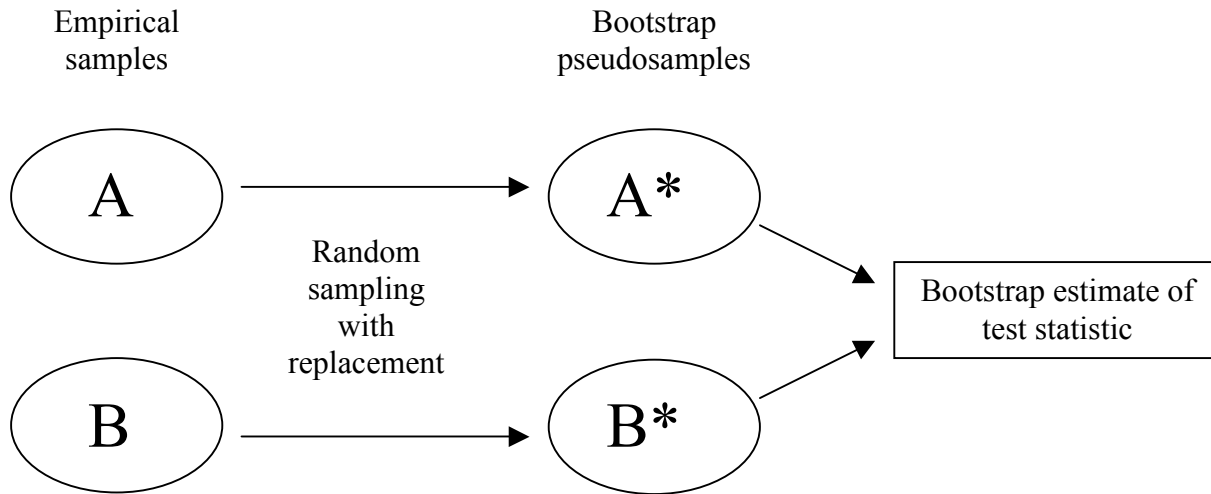 Empirical
samples
Bootstrap
pseudosamples
A
A*
Random
sampling
with
replacement
Bootstrap estimate of
test statistic
B
B*